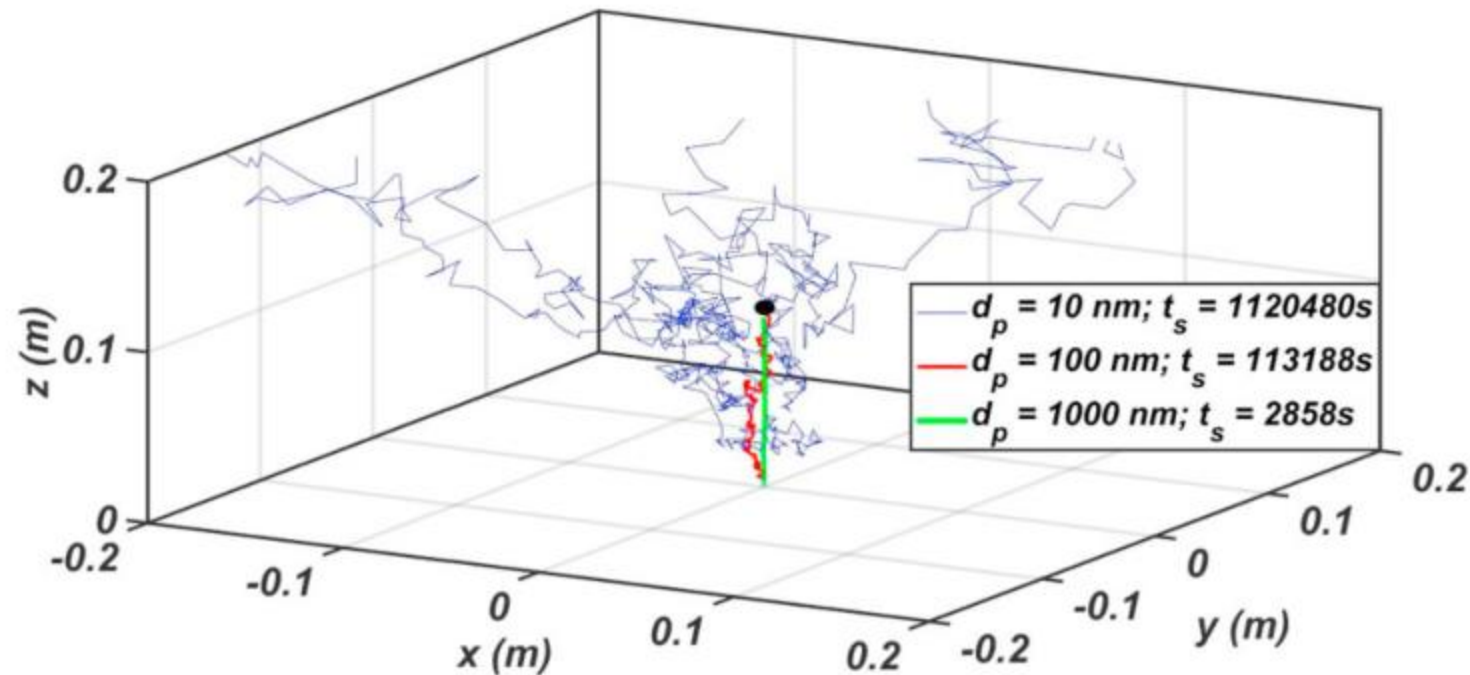 0.2
0.1
0
z (m)
-0.2
-0.1
0
0.1
0.2
x (m)
-0.2
-0.1
0
0.1
0.2
y (m)
d_p = 10 nm; t_s = 1120480s
d_p = 100 nm; t_s = 113188s
d_p = 1000 nm; t_s = 2858s